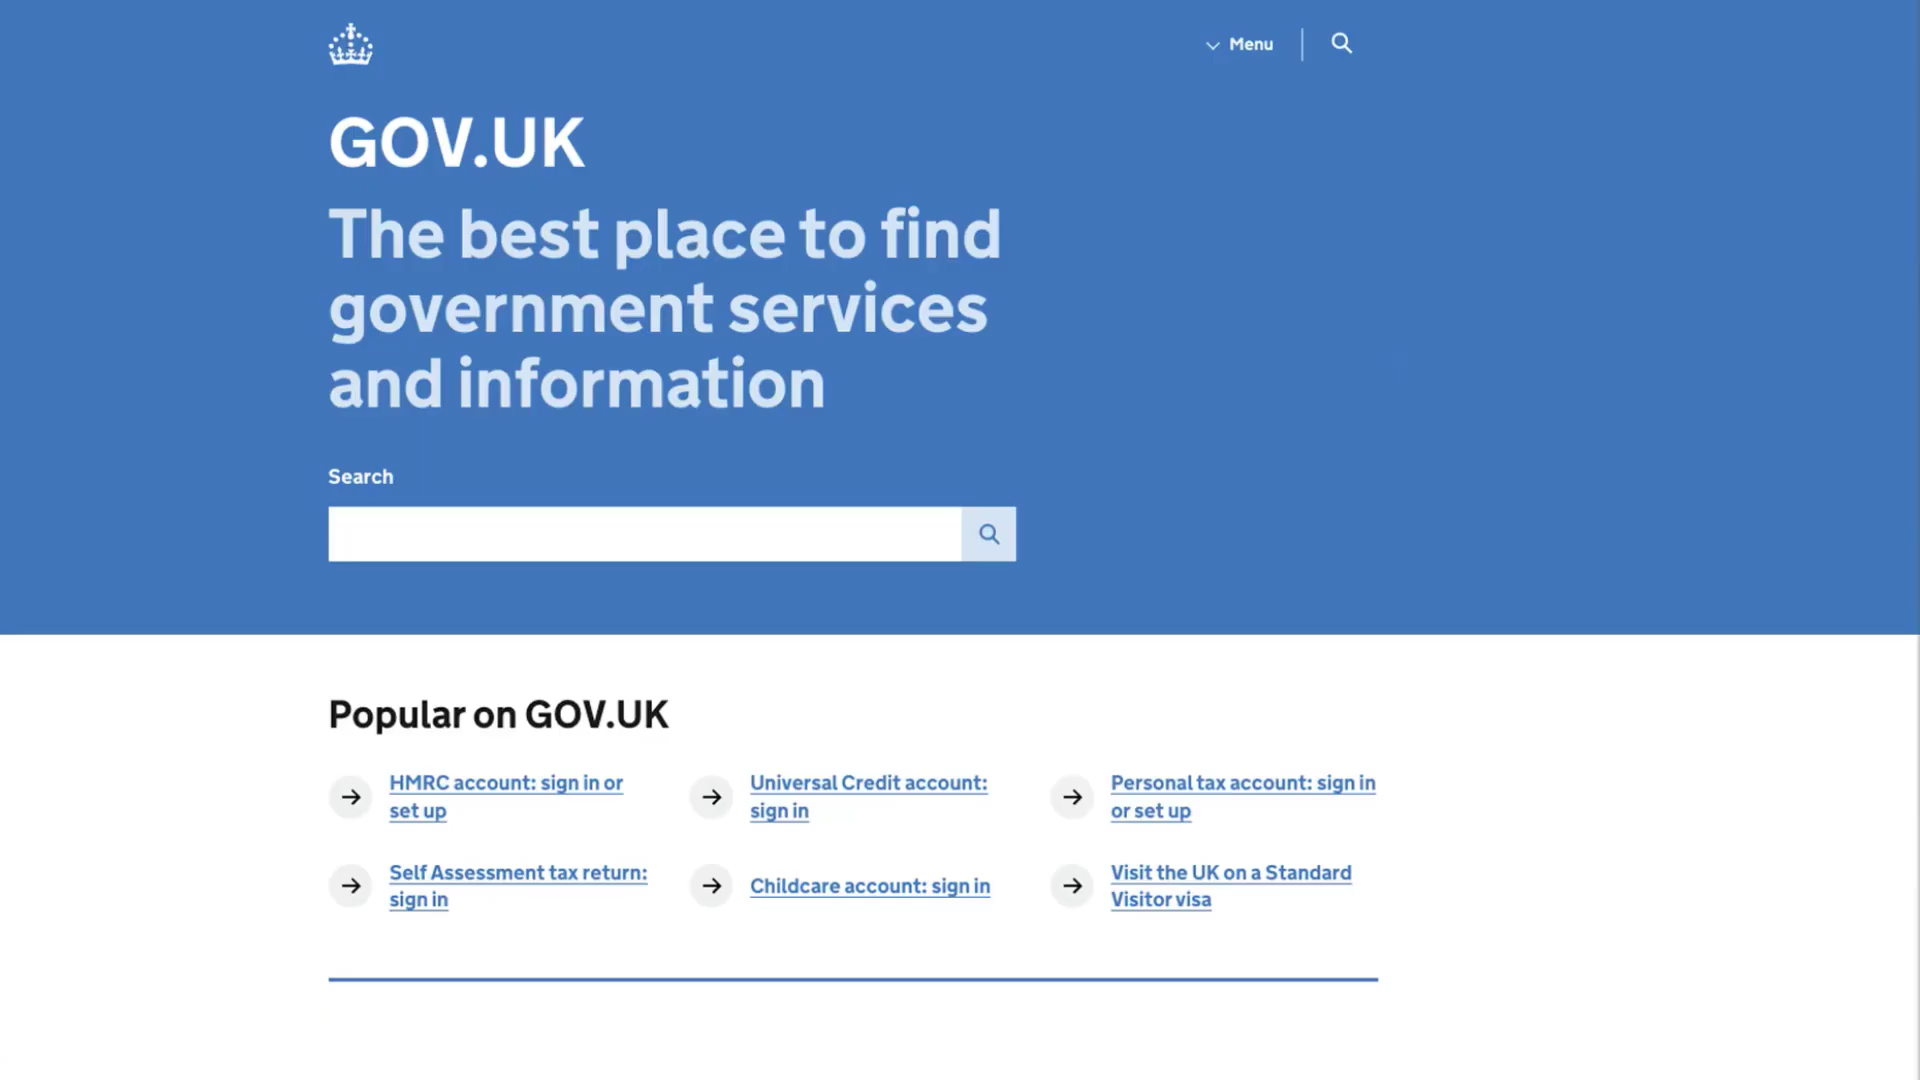 Menu
GOV.UK
The best place to find
government services
and information
Search
Popular on GOV.UK
HMRC account: sign in or
set up
Universal Credit account:
sign in
Personal tax account: sign in
or set up
Self Assessment tax return:
sign in
Childcare account: sign in
Visit the UK on a Standard
Visitor visa